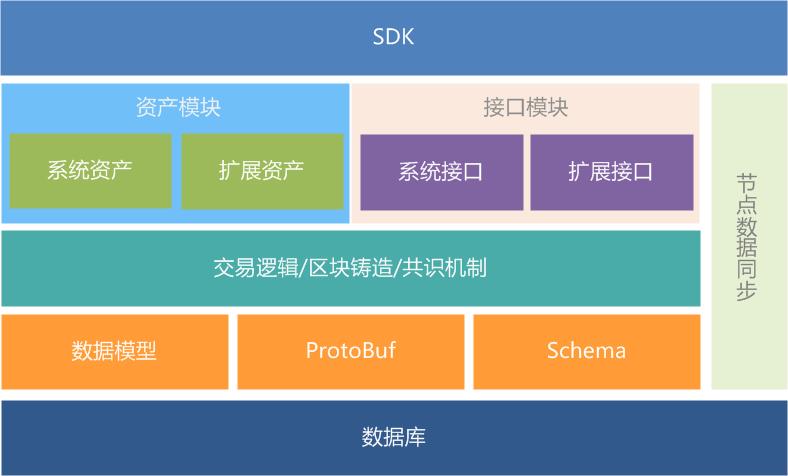 SDK
资产模块
系统资产
扩展资产
接口模块
系统接口
扩展接口
节点数据同步
交易逻辑/区块铸造/共识机制
数据模型
ProtoBuf
Schema
数据库